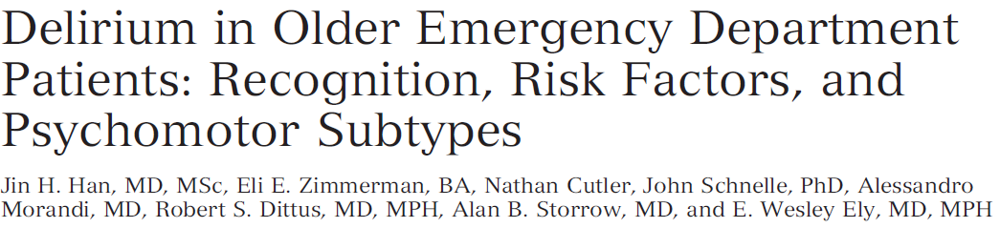 Delirium in Older Emergency Department
Patients: Recognition, Risk Factors, and
Psychomotor Subtypes
Jin H. Han, MD, MSc, Eli E. Zimmerman, BA, Nathan Cutler, John Schnelle, PhD, Alessandro
Morandi, MD, Robert S. Dittus, MD, MPH, Alan B. Storrow, MD, and E. Wesley Ely, MD, MPH